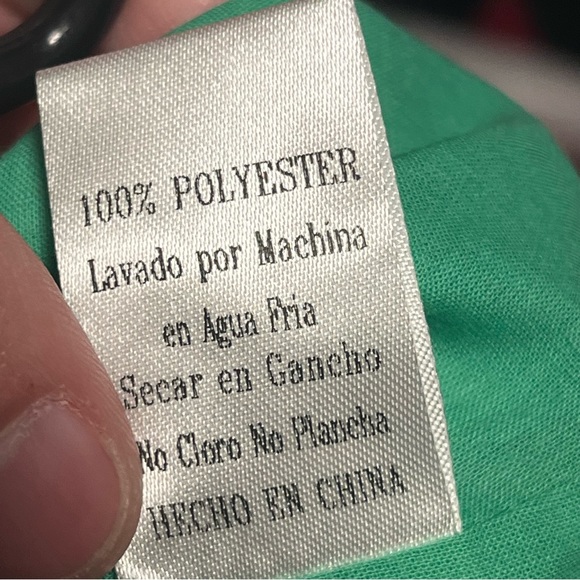 100% POLYESTER
Lavado por Machina
en Agua Fria
Secar en Gancho
No Cloro No Plancha
HECHO EN CHINA